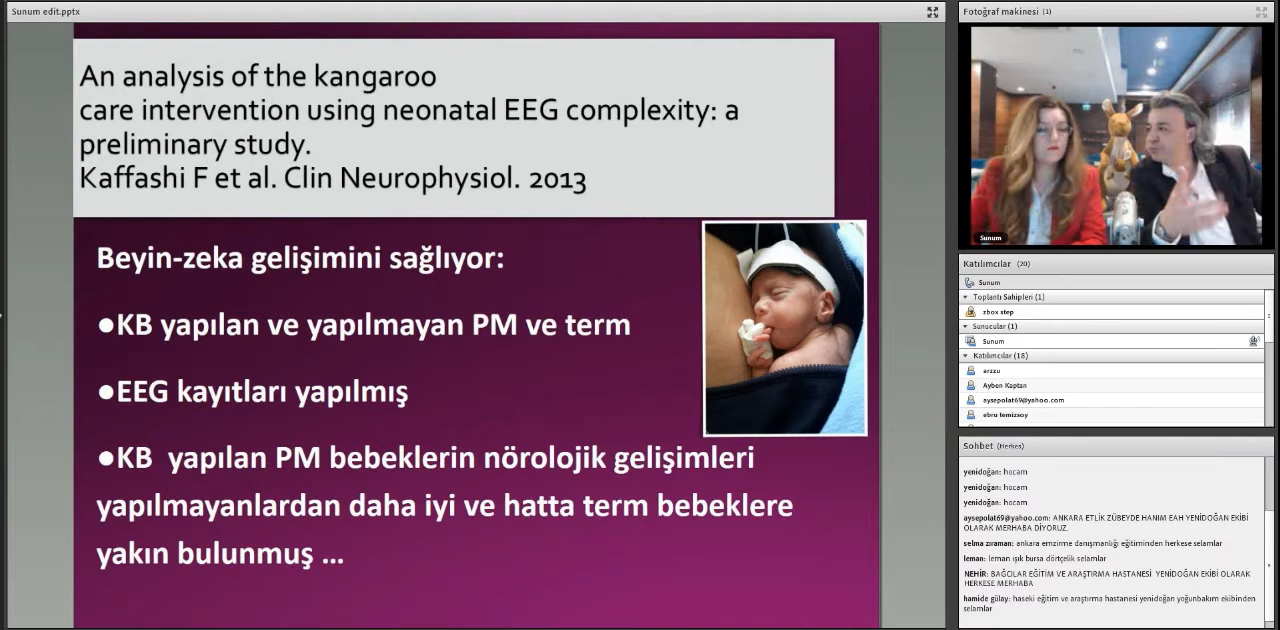 Sunum edit.pptx
An analysis of the kangaroo
care intervention using neonatal EEG complexity: a
preliminary study.
Kaffashi F et al. Clin Neurophysiol. 2013
Beyin-zeka gelişimini sağlıyor:
●KB yapılan ve yapılmayan PM ve term
●EEG kayıtları yapılmış
●KB yapılan PM bebeklerin nörolojik gelişimleri
yapılmayanlardan daha iyi ve hatta term bebeklere
yakın bulunmuş ...
Fotoğraf makinesi (1)
Sunum
Katılımcılar (20)
Sunum
Toplantı Sahipleri (1)
zbox step
Sunucular (1)
Sunum
Katılımcılar (18)
arzzu
Ayben Kaptan
aysepolat69@yahoo.com
ebru temizsoy
Sohbet (Herkes)
yenidoğan: hocam
yenidoğan: hocam
yenidoğan: hocam
aysepolat69@yahoo.com: ANKARA ETLİK ZÜBEYDE HANIM EAH YENİDOĞAN EKİBİ
OLARAK MERHABA DİYORUZ.
selma zıraman: ankara emzirme danışmanlığı eğitiminden herkese selamlar
leman: leman ışık bursa dörtçelik selamlar
NEHİR: BAĞCILAR EĞİTİM VE ARAŞTIRMA HASTANESİ YENİDOĞAN EKİBİ OLARAK
HERKESE MERHABA
hamide gülay: haseki eğitim ve araştırma hastanesi yenidoğan yoğunbakım ekibinden
selamlar